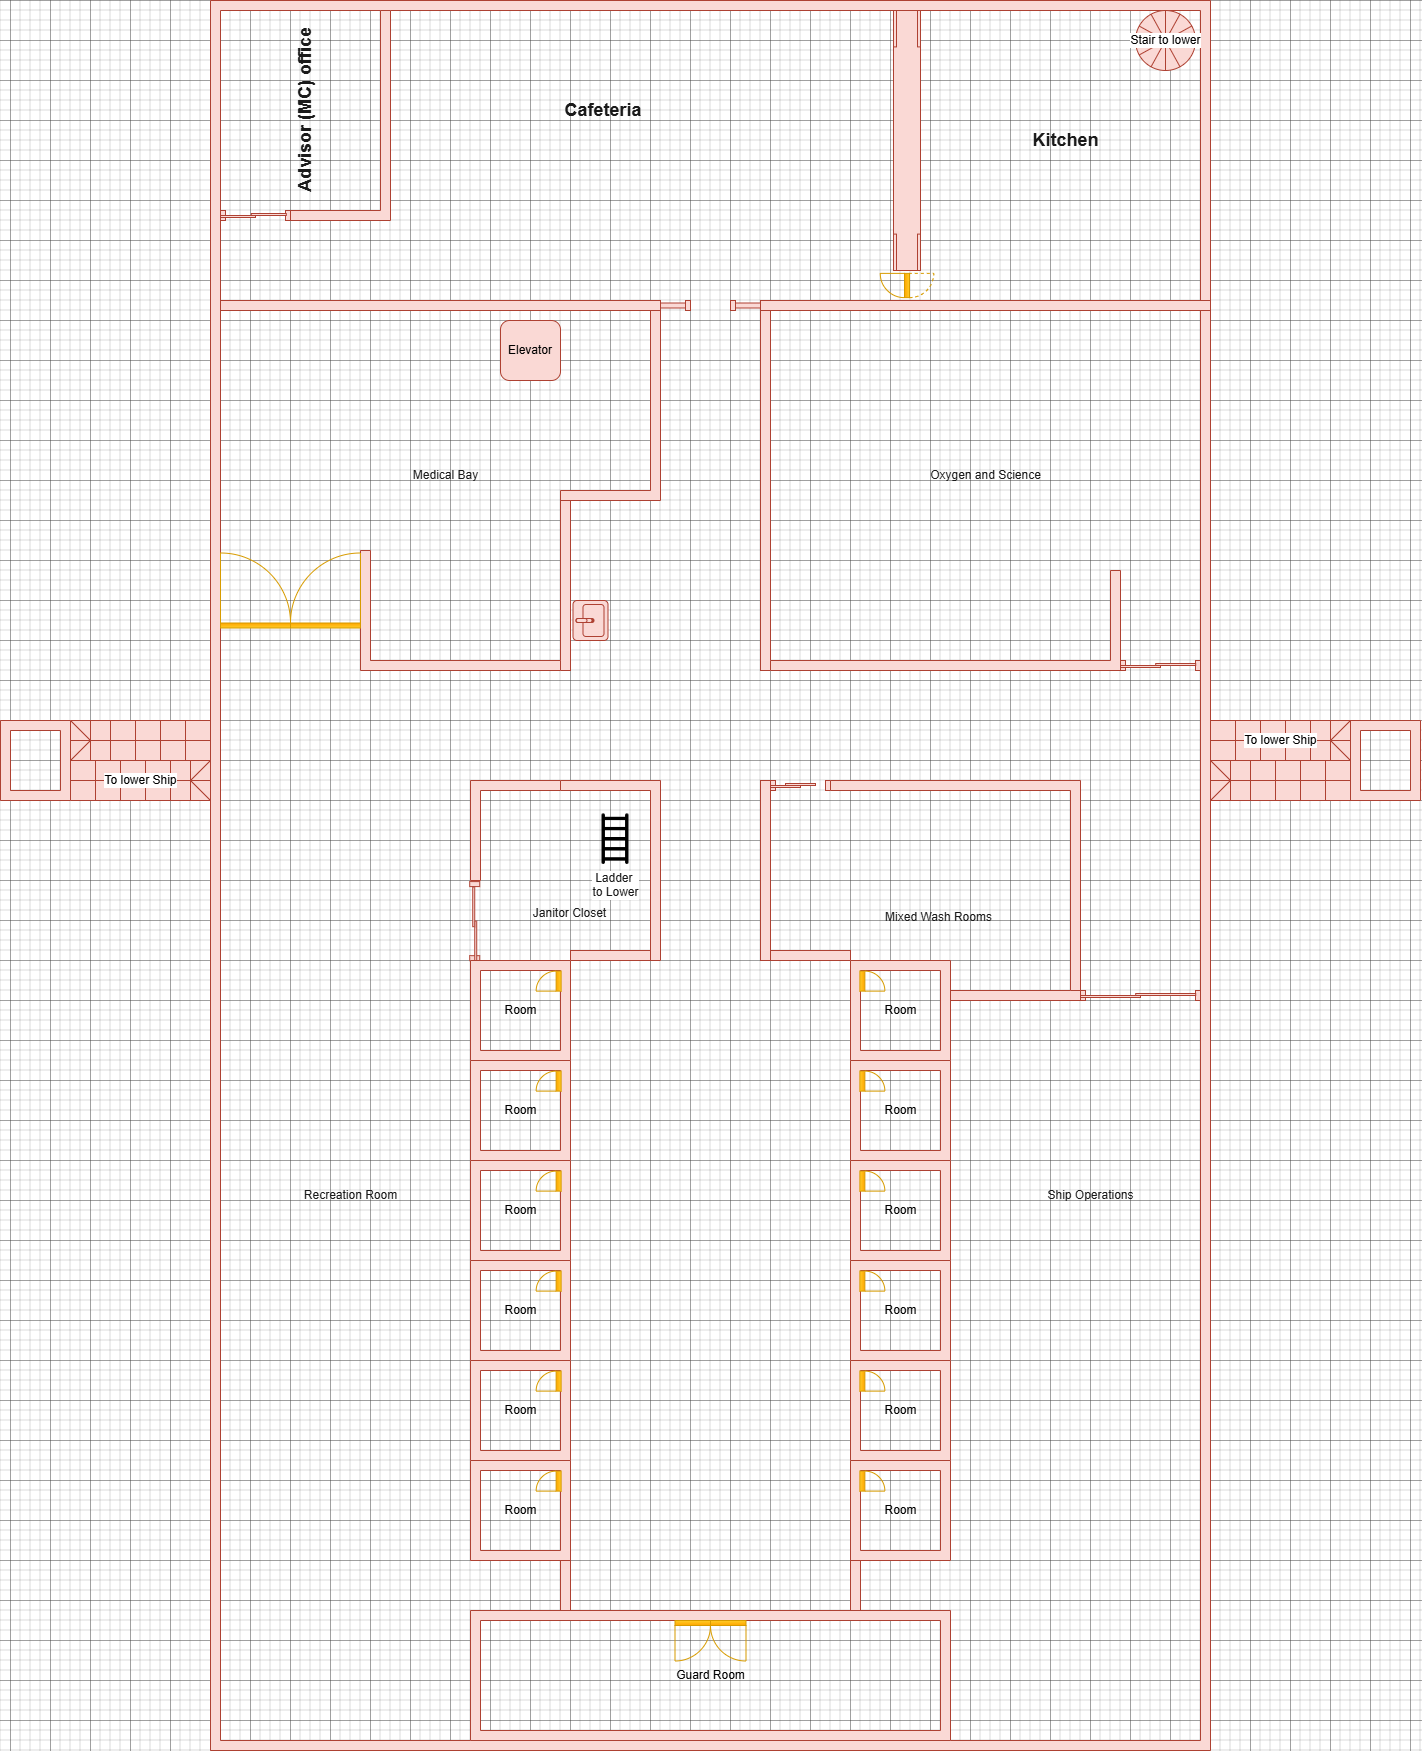 Stair to lower
Advisor (MC) office
Cafeteria
Kitchen
Elevator
Medical Bay
Oxygen and Science
To lower Ship
To lower Ship
Ladder
to Lower
Janitor Closet
Mixed Wash Rooms
Room
Room
Room
Room
Recreation Room
Ship Operations
Room
Room
Room
Room
Room
Room
Room
Room
Guard Room